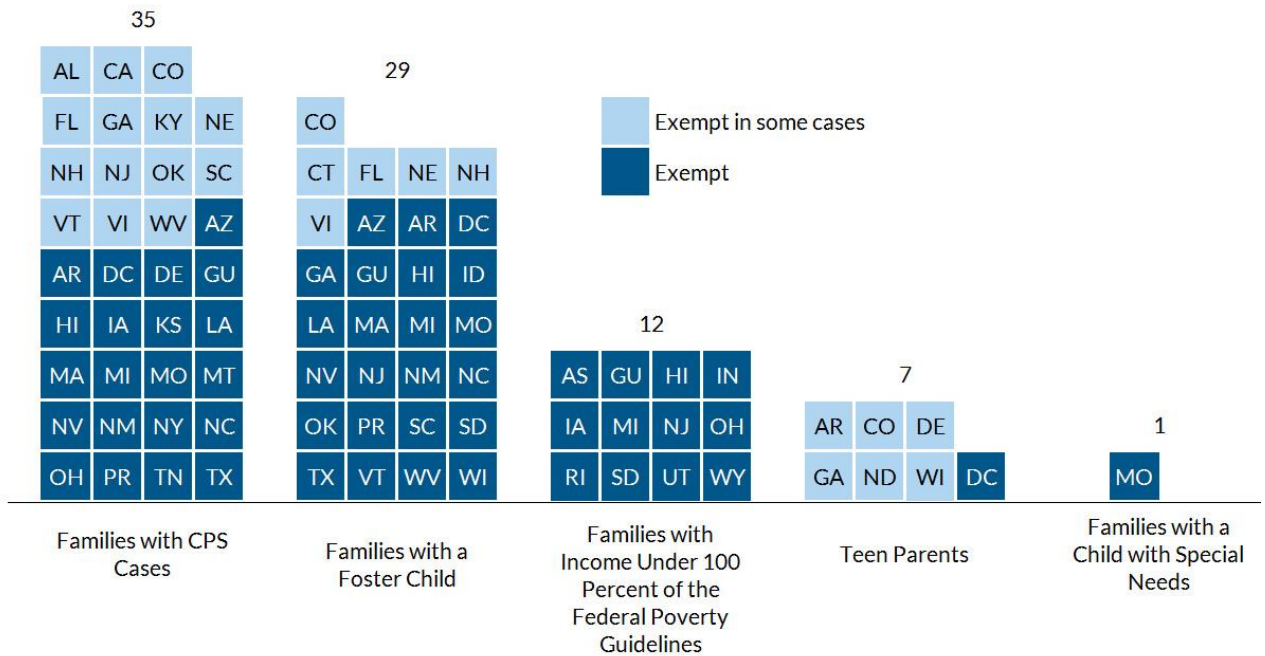 35
AL CA CO
FL GA KY NE
NH NJ OK SC
VT VI WV AZ
AR DC DE GU
HI IA KS LA
MA MI MO MT
NV NM NY NC
OH PR TN TX
Families with CPS
Cases
29
CO
CT FL NE NH
VI AZ AR DC
GA GU HI ID
LA MA MI MO
NV NJ NM NC
OK PR SC SD
TX VT WV WI
Families with a
Foster Child
Exempt in some cases
Exempt
12
AS GU HI IN
IA MI NJ OH
RI SD UT WY
Families with
Income Under 100
Percent of the
Federal Poverty
Guidelines
7
AR CO DE
GA ND WI DC
Teen Parents
1
MO
Families with a
Child with Special
Needs